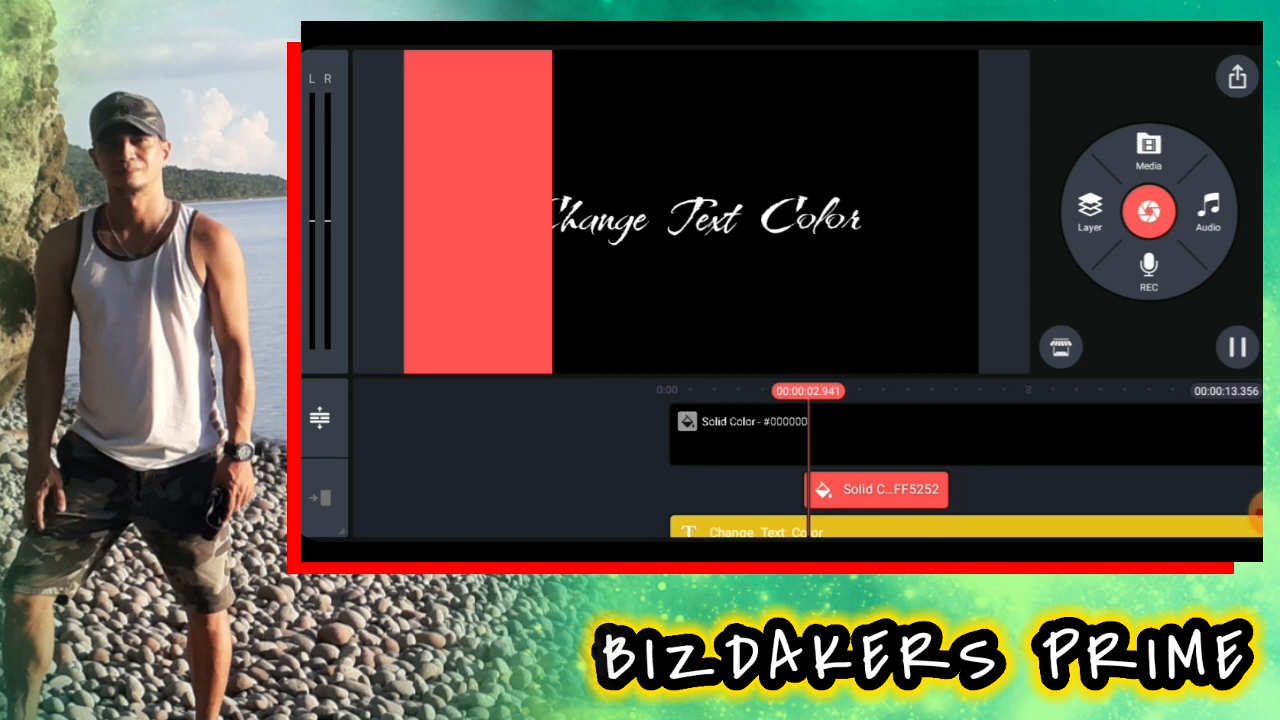 L R
Media
Layer
Audio
REC
Change Text Color
0:00
00:00:02.941
8
00:00:13.356
Solid Color - #000000
Solid C...FF5252
T Change Text Color
BIZDAKERS PRIME